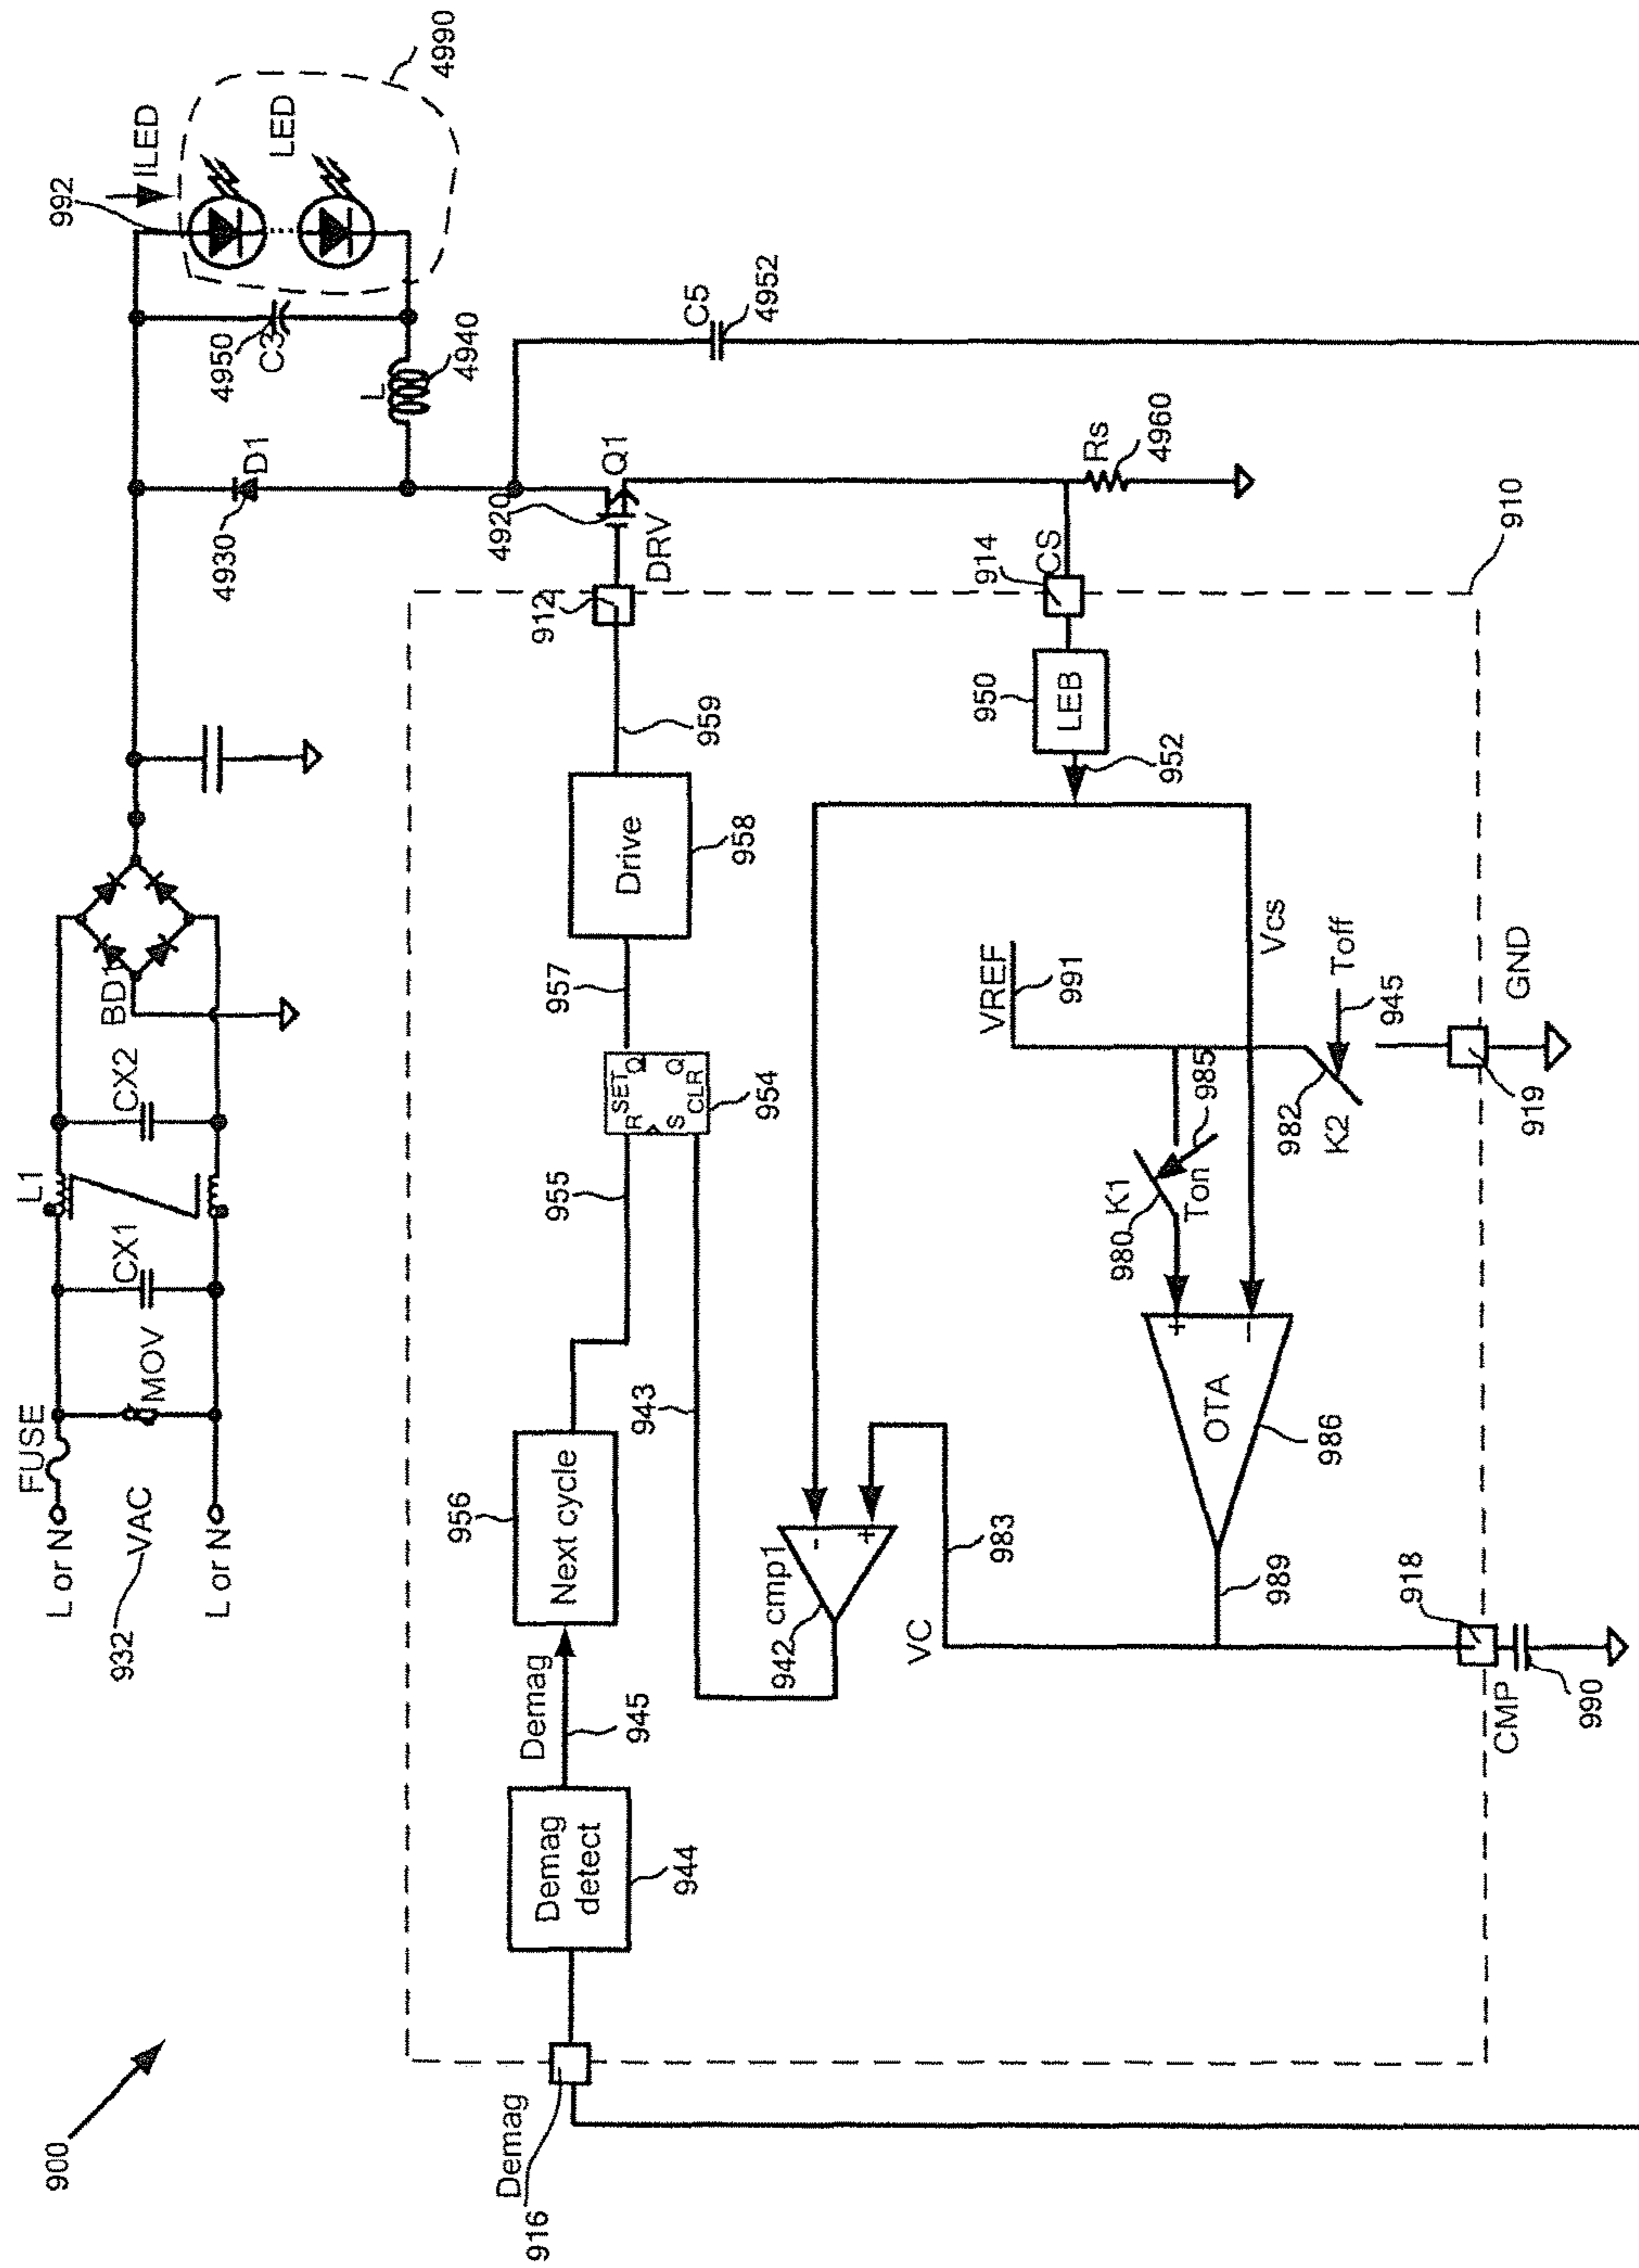 900
FUSE
L or N
932
VAC
L or N
MOV
CX1
L1
CX2
BD1
4930
D1
4950
C3
L
4940
992
ILED
LED
4990
4920
Q1
DRV
C5
4952
Rs
4960
910
912
914
CS
916
Demag
Demag
detect
944
Demag
945
956
Next cycle
955
R
SET
Q
S
CLR
Q
954
957
Drive
958
959
950
LEB
952
943
942
cmp1
-
+
VC
983
VREF
991
Vcs
980
K1
985
Ton
982
K2
Toff
945
+
-
OTA
986
989
918
CMP
990
919
GND